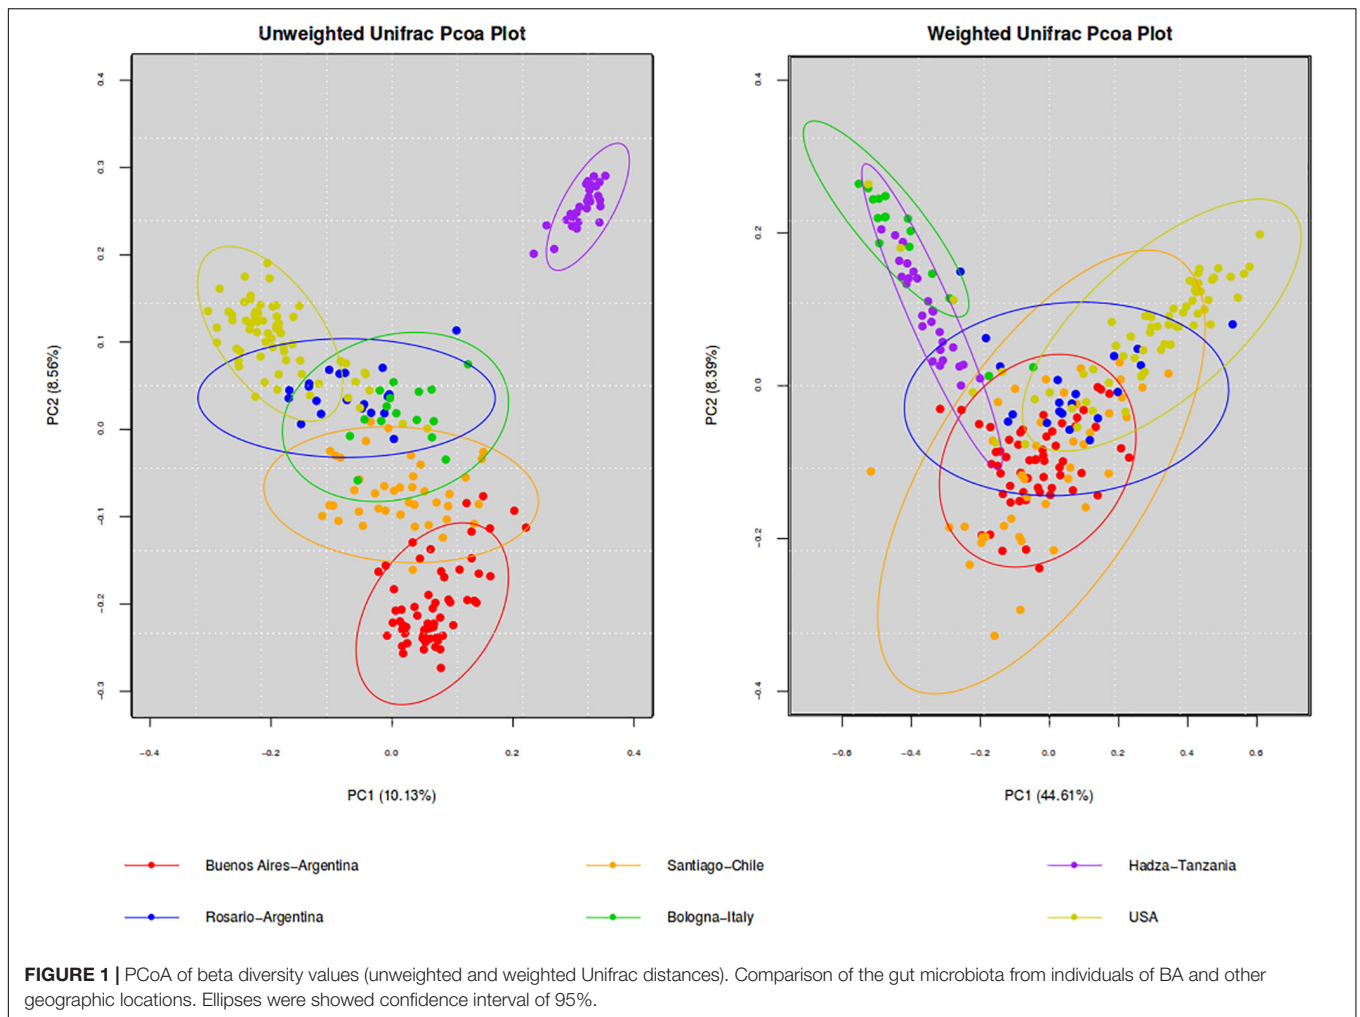 Unweighted Unifrac Pcoa Plot
Weighted Unifrac Pcoa Plot
PC2 (8.56%)
0.4
0.3
0.2
0.1
0.0
−0.1
−0.2
−0.3
−0.4
−0.2
0.0
0.2
0.4
PC1 (10.13%)
PC2 (8.39%)
0.4
0.2
0.0
−0.2
−0.4
−0.6
−0.4
−0.2
0.0
0.2
0.4
0.6
PC1 (44.61%)
Buenos Aires−Argentina
Santiago−Chile
Hadza−Tanzania
Rosario−Argentina
Bologna−Italy
USA
FIGURE 1 | PCoA of beta diversity values (unweighted and weighted Unifrac distances). Comparison of the gut microbiota from individuals of BA and other
geographic locations. Ellipses were showed confidence interval of 95%.